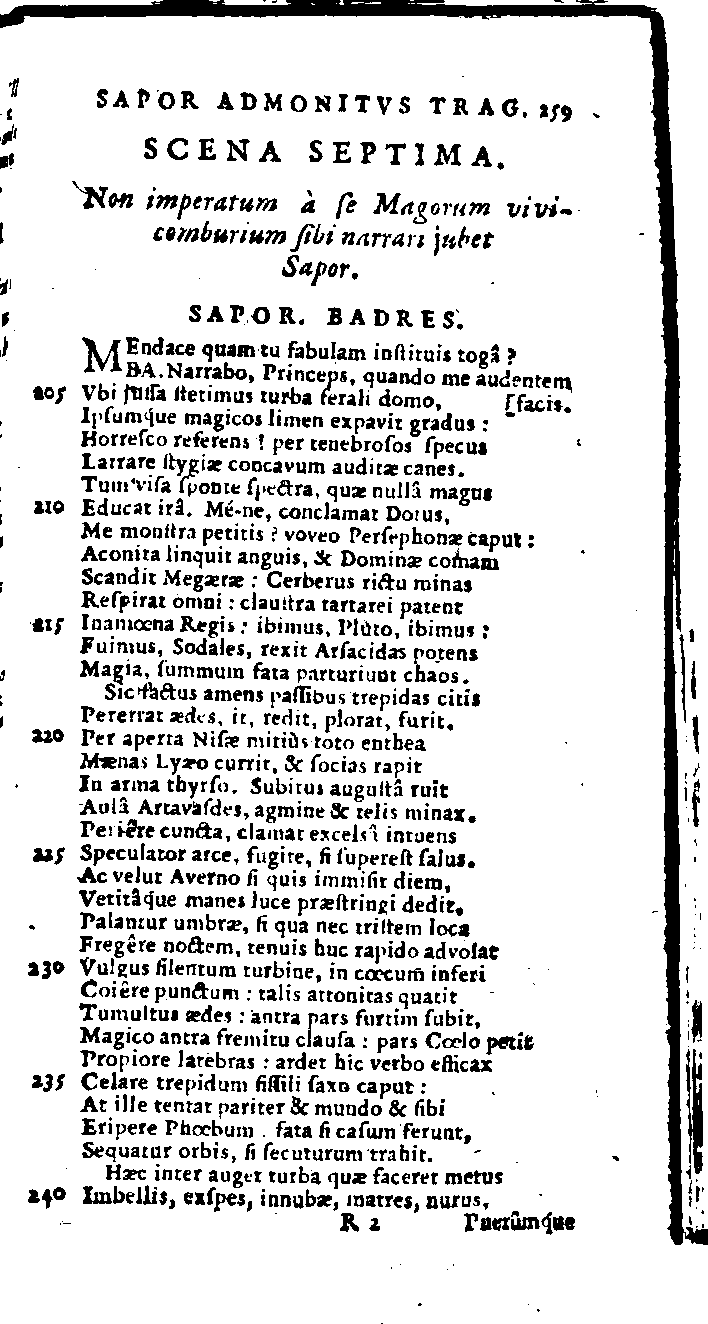 SAPOR ADMONITVS TRAG. 259
SCENA SEPTIMA.
Non imperatum à ſe Magorum vivi-
comburium ſibi narrari jubet
Sapor.
SAPOR. BADRES.
MEndace quam tu fabulam inſtituis togâ?
BA. Narrabo, Princeps, quando me audentem
205 Vbi juſſa ſtetimus turba ferali domo, [facis.
Ipſumque magicos limen expavit gradus:
Horreſco referens! per tenebroſos ſpecus
Larrare ſtygiæ concavum auditæ canes.
Tum viſa ſponte ſpectra, quæ nullâ magus
210 Educat irâ. Mé-ne, conclamat Dotus,
Me monſtra petitis? voveo Perſephonæ caput:
Aconita linquit anguis, & Dominæ comam
Scandit Megæræ: Cerberus rictu minas
Reſpirat omni: clauſtra tartarei patent
215 Inamœna Regis: ibimus, Plùto, ibimus:
Fuimus, Sodales, rexit Arſacidas potens
Magia, ſummum fata parturiunt chaos.
Sic factus amens paſſibus trepidas citis
Pererrat ædes, it, redit, plorat, furit.
220 Per aperta Niſæ mitiùs toto enthea
Mænas Lyæo currit, & ſocias rapit
In arma thyrſo. Subitus auguſtâ ruit
Aulâ Artavaſdes, agmine & telis minax.
Periêre cuncta, clamat excelsâ intuens
225 Speculator arce, fugite, ſi ſupereſt ſalus.
Ac velut Averno ſi quis immiſit diem,
Vetitâque manes luce præſtringi dedit,
Palantur umbræ, ſi qua nec triſtem loca
Fregêre noctem, tenuis huc rapido advolat
230 Vulgus ſilentum turbine, in cœcum inferi
Coiêre punctum: talis attonitas quatit
Tumultus ædes: antra pars furtim ſubit,
Magico antra fremitu clauſa: pars Cœlo petit
Propiore latebras: ardet hic verbo efficax
235 Celare trepidum fiſſili ſaxo caput:
At ille tentat pariter & mundo & ſibi
Eripere Phœbum. fata ſi caſum ferunt,
Sequatur orbis, ſi ſecuturum trahit.
Hæc inter auget turba quæ faceret metus
240 Imbellis, exſpes, innubæ, matres, nurus,
R 2 Puerûmque